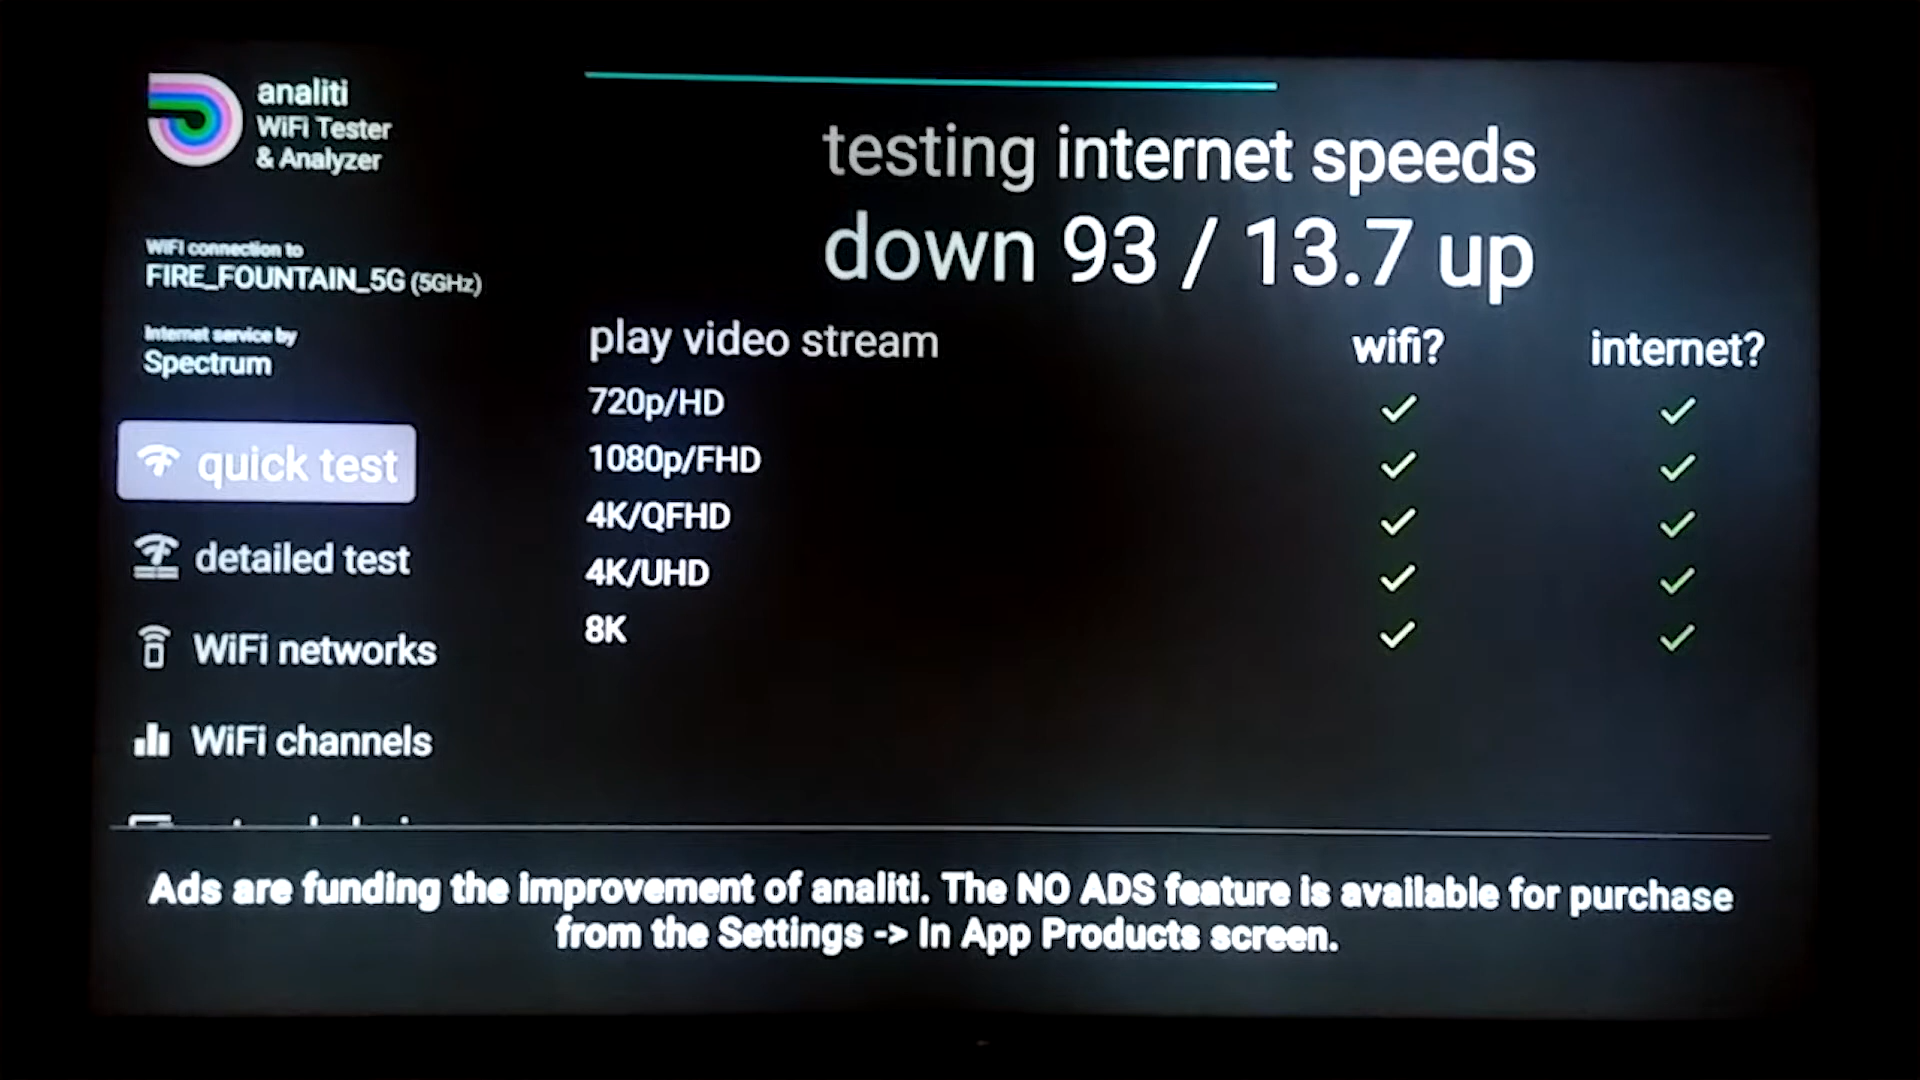 analiti
WiFi Tester
& Analyzer
WiFi connection to
FIRE_FOUNTAIN_5G (5GHz)
Internet service by
Spectrum
quick test
detailed test
WiFi networks
WiFi channels
testing internet speeds
down 93 / 13.7 up
play video stream wifi? internet?
720p/HD
1080p/FHD
4K/QFHD
4K/UHD
8K
Ads are funding the improvement of analiti. The NO ADS feature is available for purchase
from the Settings -> In App Products screen.